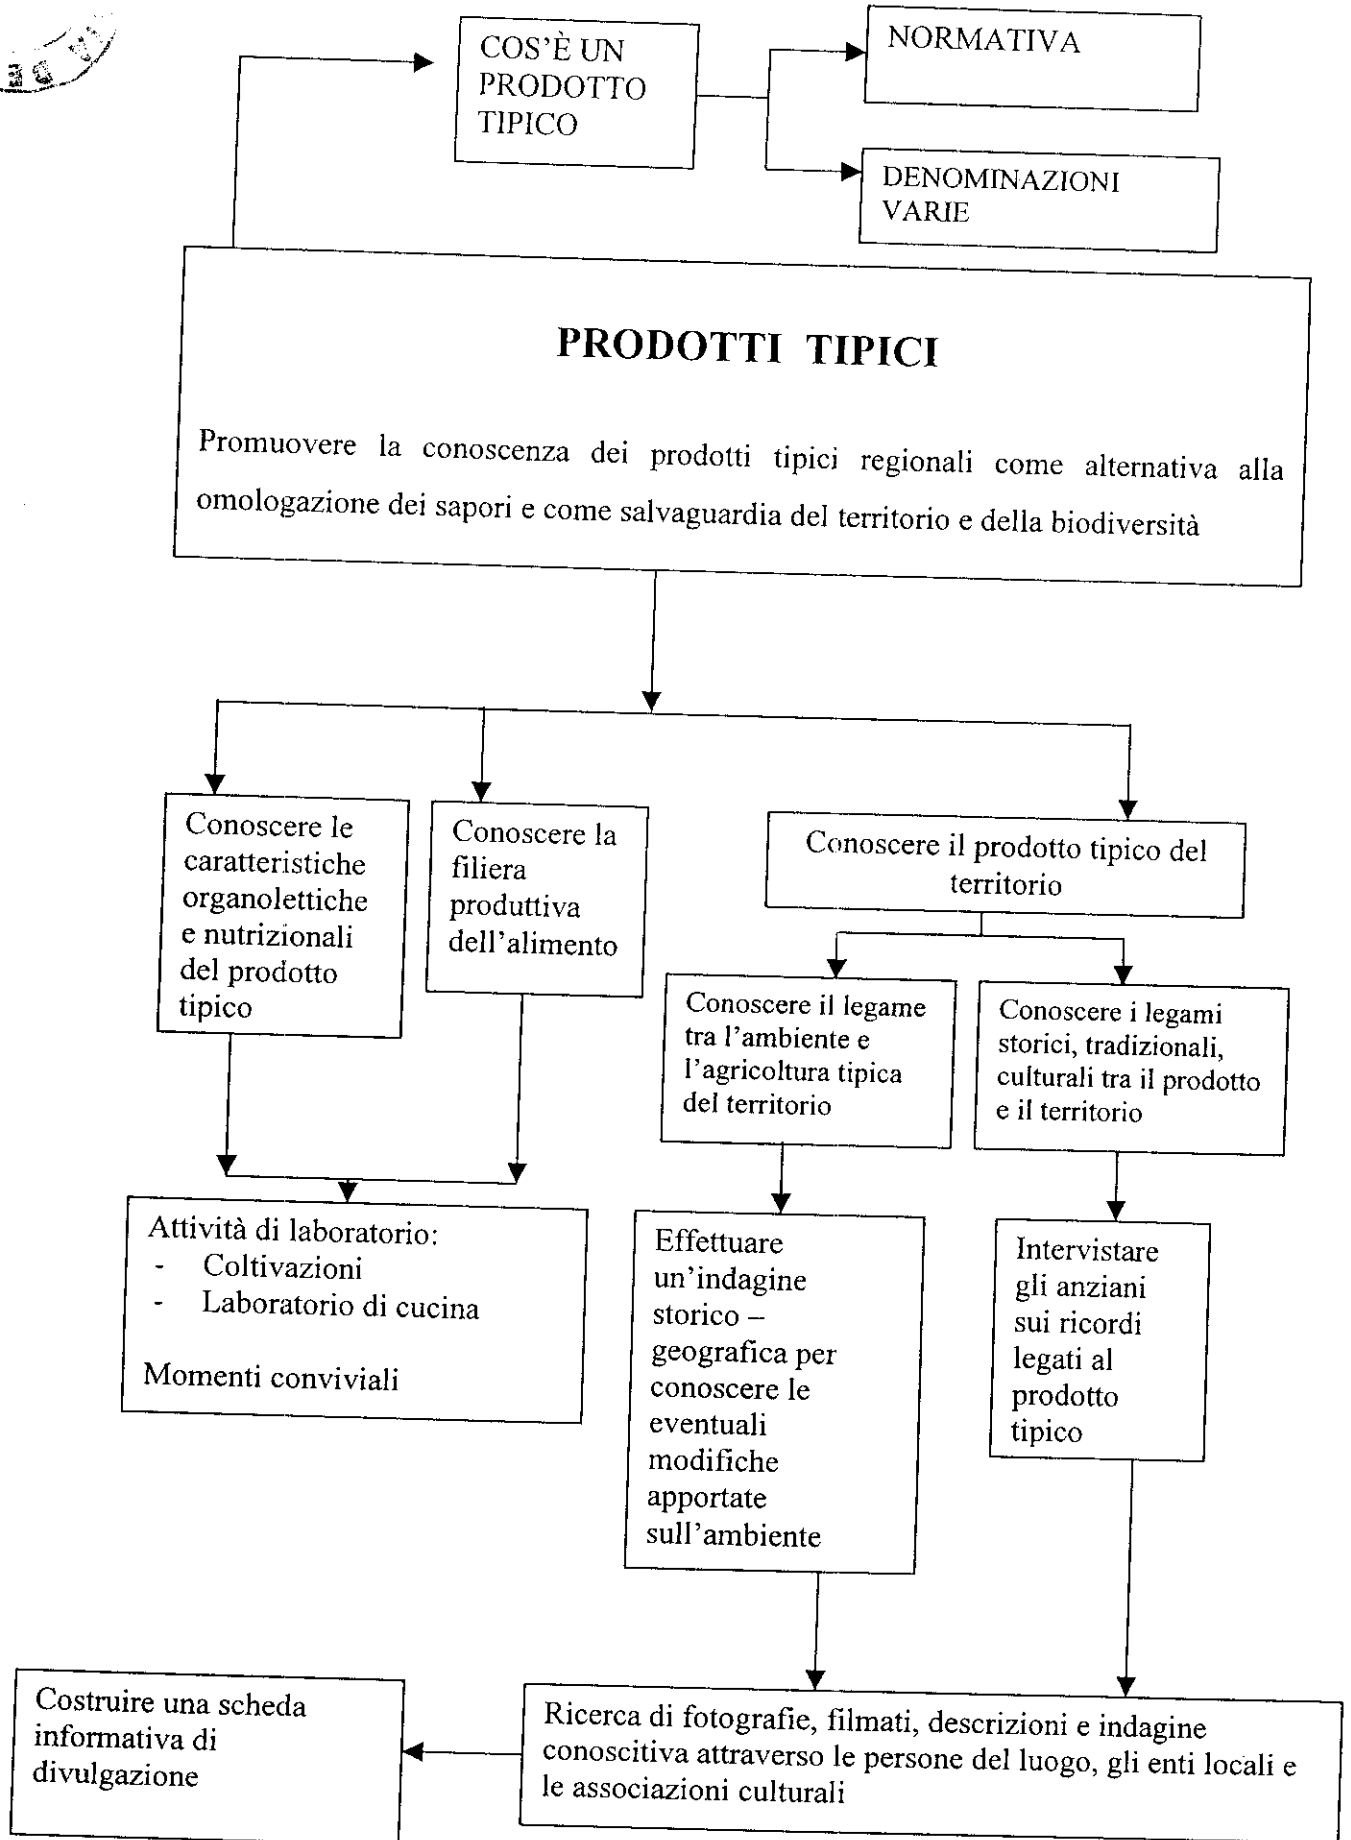 COS'È UN
PRODOTTO
TIPICO
NORMATIVA
DENOMINAZIONI
VARIE
PRODOTTI TIPICI
Promuovere la conoscenza dei prodotti tipici regionali come alternativa alla
omologazione dei sapori e come salvaguardia del territorio e della biodiversità
Conoscere le
caratteristiche
organolettiche
e nutrizionali
del prodotto
tipico
Conoscere la
filiera
produttiva
dell'alimento
Conoscere il prodotto tipico del
territorio
Conoscere il legame
tra l'ambiente e
l'agricoltura tipica
del territorio
Conoscere i legami
storici, tradizionali,
culturali tra il prodotto
e il territorio
Attività di laboratorio:
- Coltivazioni
- Laboratorio di cucina
Momenti conviviali
Effettuare
un'indagine
storico –
geografica per
conoscere le
eventuali
modifiche
apportate
sull'ambiente
Intervistare
gli anziani
sui ricordi
legati al
prodotto
tipico
Costruire una scheda
informativa di
divulgazione
Ricerca di fotografie, filmati, descrizioni e indagine
conoscitiva attraverso le persone del luogo, gli enti locali e
le associazioni culturali